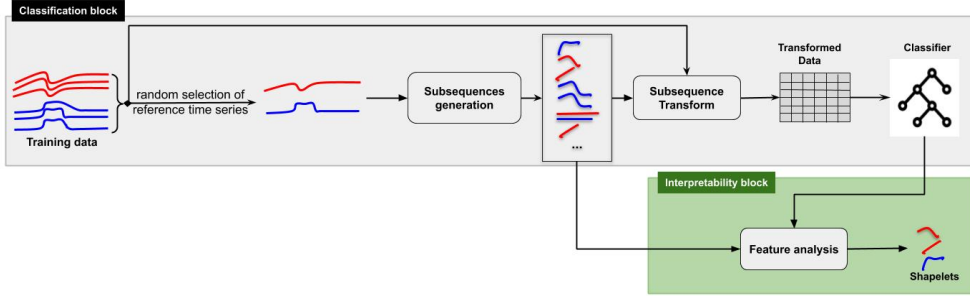 Classification block
Training data
random selection of
reference time series
Subsequences
generation
...
Subsequence
Transform
Transformed
Data
Classifier
Interpretability block
Feature analysis
Shapelets